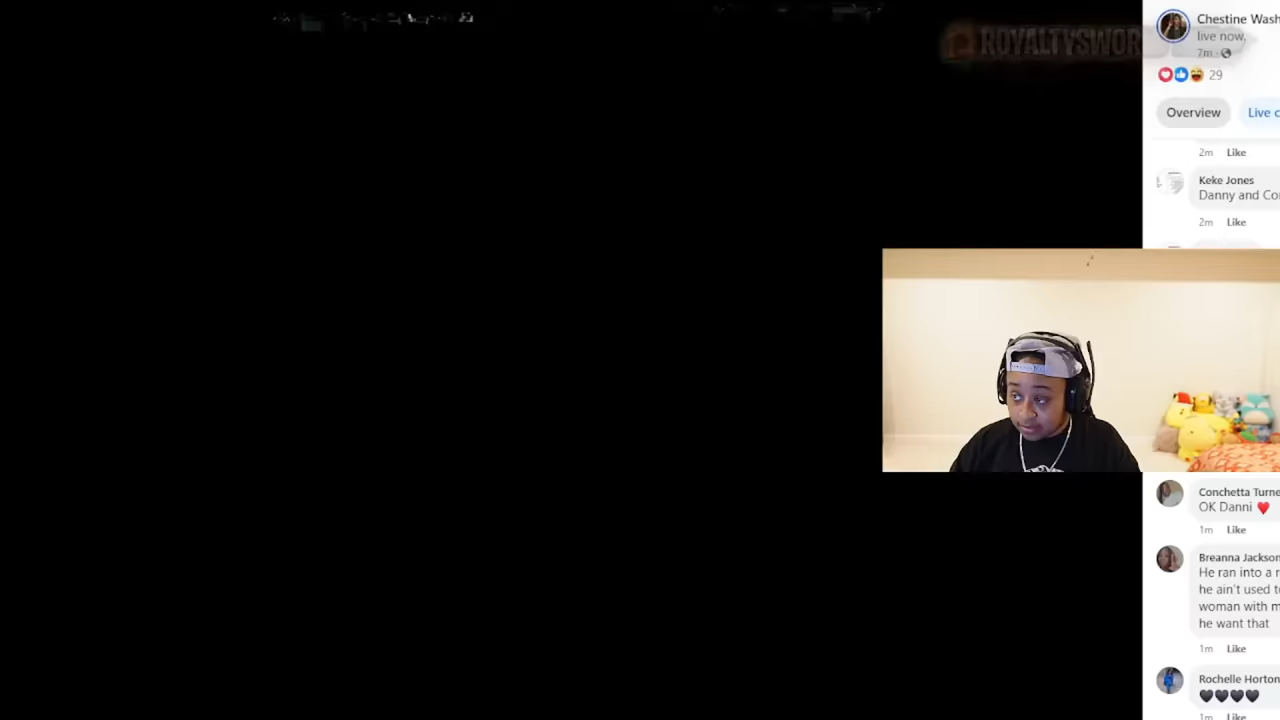 Chestine Wash
live now.
7m
29
Overview
Live c
2m Like
Keke Jones
Danny and Co
2m Like
Conchetta Turne
OK Danni
1m Like
Breanna Jackson
He ran into a
he ain't used t
woman with m
he want that
1m Like
Rochelle Horton
1m Like
ROYALTYSWOR